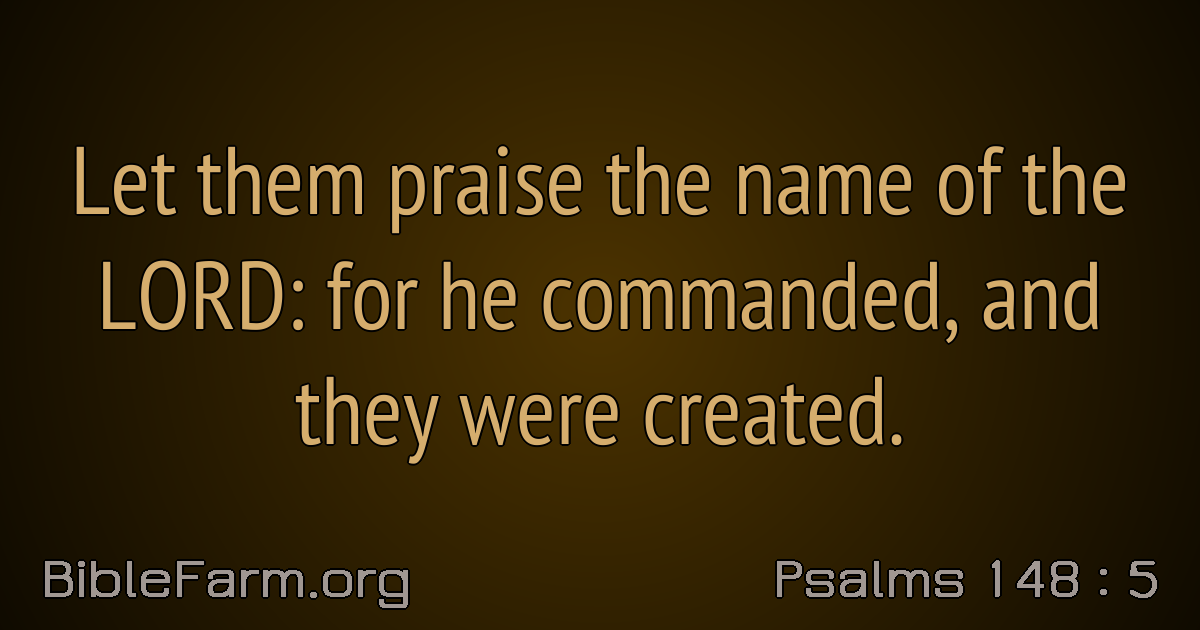 Let them praise the name of the
LORD: for he commanded, and
they were created.
BibleFarm.org
Psalms 148 : 5